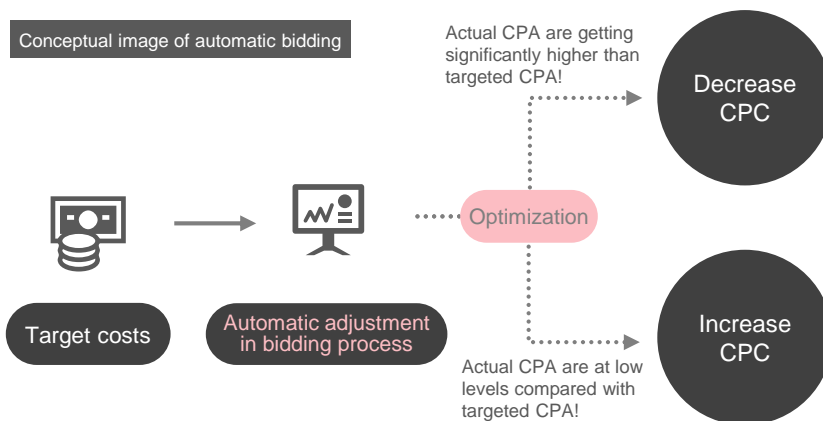 Conceptual image of automatic bidding
Actual CPA are getting
significantly higher than
targeted CPA!
Decrease
CPC
Optimization
Target costs
Automatic adjustment
in bidding process
Increase
CPC
Actual CPA are at low
levels compared with
targeted CPA!